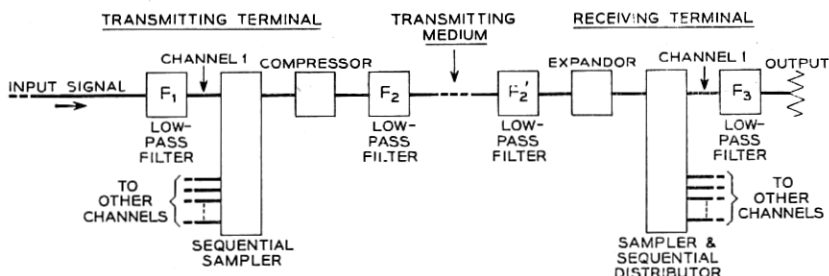 TRANSMITTING TERMINAL
TRANSMITTING
MEDIUM
RECEIVING TERMINAL
CHANNEL 1
COMPRESSOR
EXPANDOR
CHANNEL 1
OUTPUT
INPUT SIGNAL
F1
F2
F2'
F3
LOW-
PASS
FILTER
LOW-
PASS
FILTER
LOW-
PASS
FILTER
LOW-
PASS
FILTER
TO
OTHER
CHANNELS
TO
OTHER
CHANNELS
SEQUENTIAL
SAMPLER
SAMPLER &
SEQUENTIAL
DISTRIBUTOR